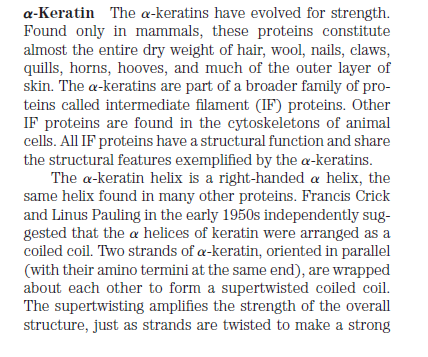 α-Keratin The α-keratins have evolved for strength.
Found only in mammals, these proteins constitute
almost the entire dry weight of hair, wool, nails, claws,
quills, horns, hooves, and much of the outer layer of
skin. The α-keratins are part of a broader family of pro-
teins called intermediate filament (IF) proteins. Other
IF proteins are found in the cytoskeletons of animal
cells. All IF proteins have a structural function and share
the structural features exemplified by the α-keratins.
The α-keratin helix is a right-handed α helix, the
same helix found in many other proteins. Francis Crick
and Linus Pauling in the early 1950s independently sug-
gested that the α helices of keratin were arranged as a
coiled coil. Two strands of α-keratin, oriented in parallel
(with their amino termini at the same end), are wrapped
about each other to form a supertwisted coiled coil.
The supertwisting amplifies the strength of the overall
structure, just as strands are twisted to make a strong